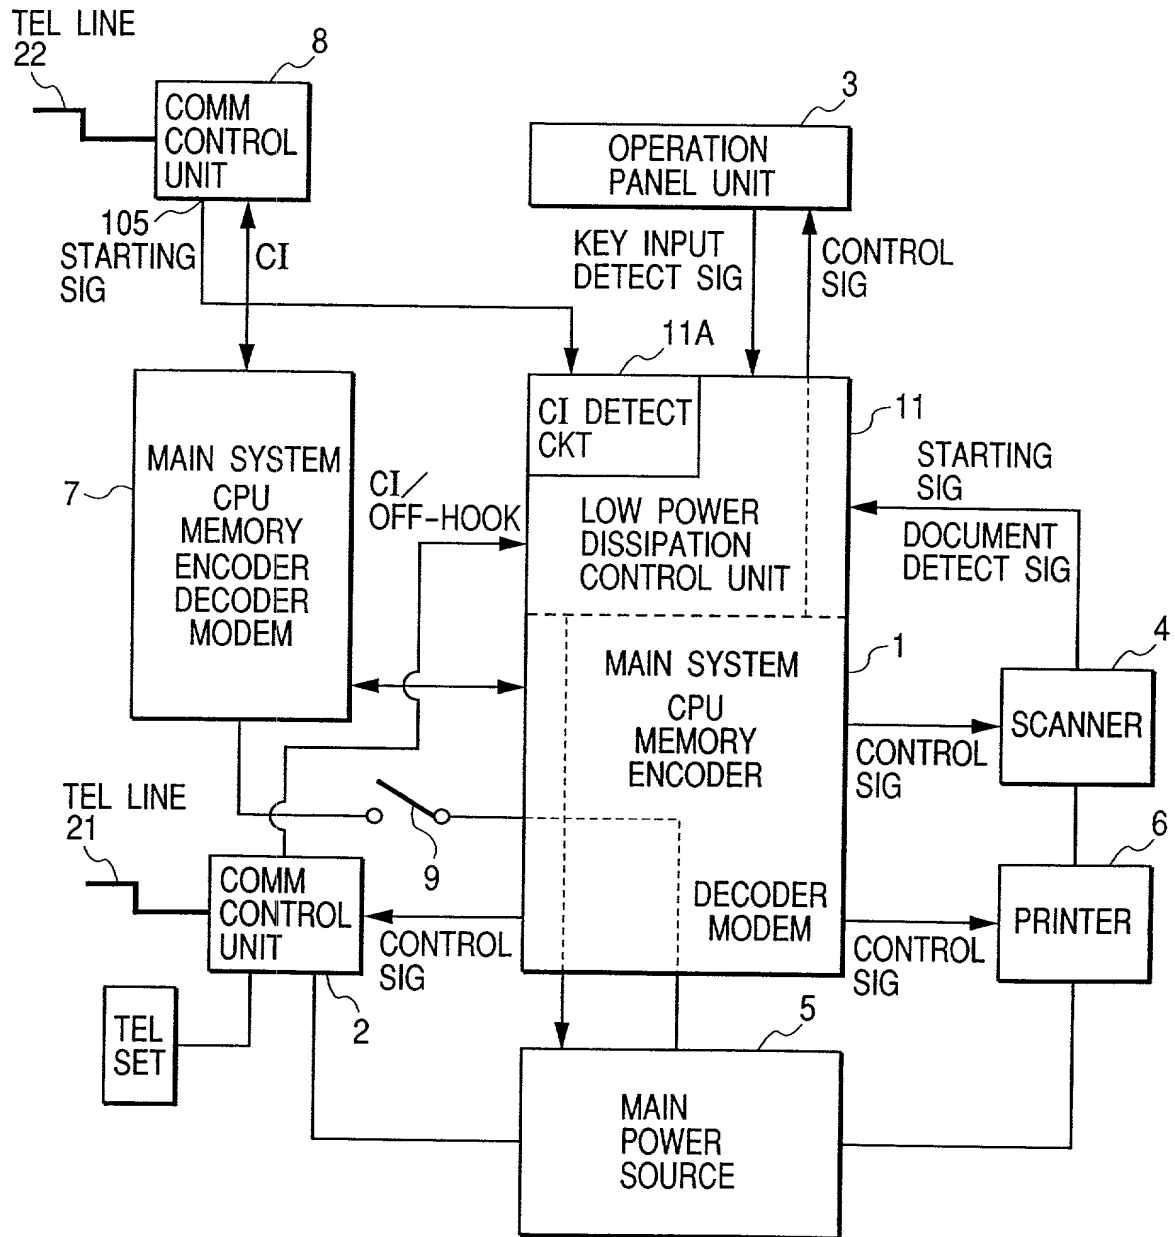 TEL LINE
22
8
COMM
CONTROL
UNIT
3
OPERATION
PANEL UNIT
105
STARTING
SIG
CI
KEY INPUT
DETECT SIG
CONTROL
SIG
11A
CI DETECT
CKT
11
MAIN SYSTEM
CPU
MEMORY
ENCODER
DECODER
MODEM
7
CI/
OFF-HOOK
LOW POWER
DISSIPATION
CONTROL UNIT
STARTING
SIG
DOCUMENT
DETECT SIG
1
4
MAIN SYSTEM
CPU
MEMORY
ENCODER
SCANNER
CONTROL
SIG
TEL LINE
21
9
6
COMM
CONTROL
UNIT
CONTROL
SIG
DECODER
MODEM
PRINTER
CONTROL
SIG
TEL
SET
2
5
MAIN
POWER
SOURCE